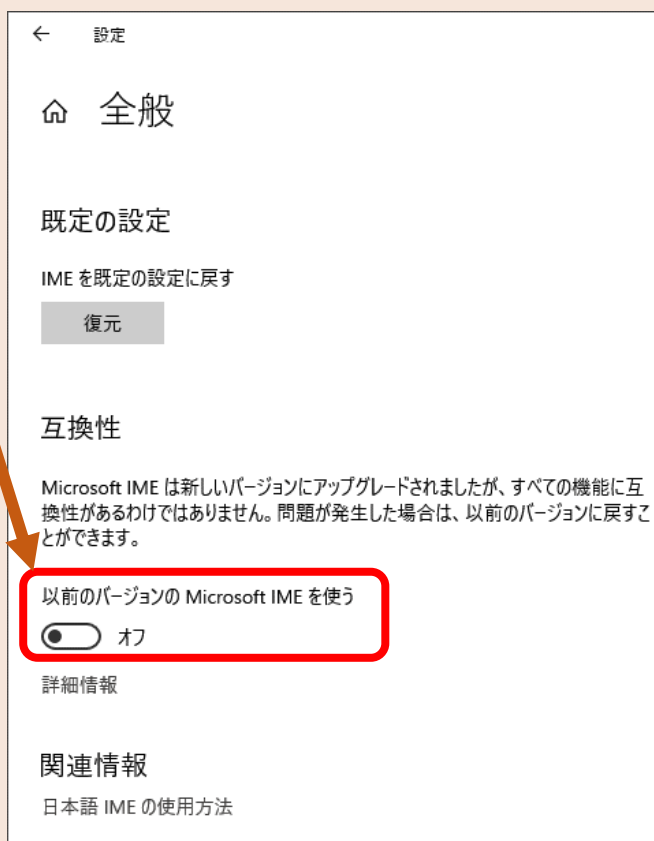 設定
全般
既定の設定
IME を既定の設定に戻す
復元
互換性
Microsoft IME は新しいバージョンにアップグレードされましたが、すべての機能に互
換性があるわけではありません。問題が発生した場合は、以前のバージョンに戻すこ
とができます。
以前のバージョンの Microsoft IME を使う
オフ
詳細情報
関連情報
日本語 IME の使用方法